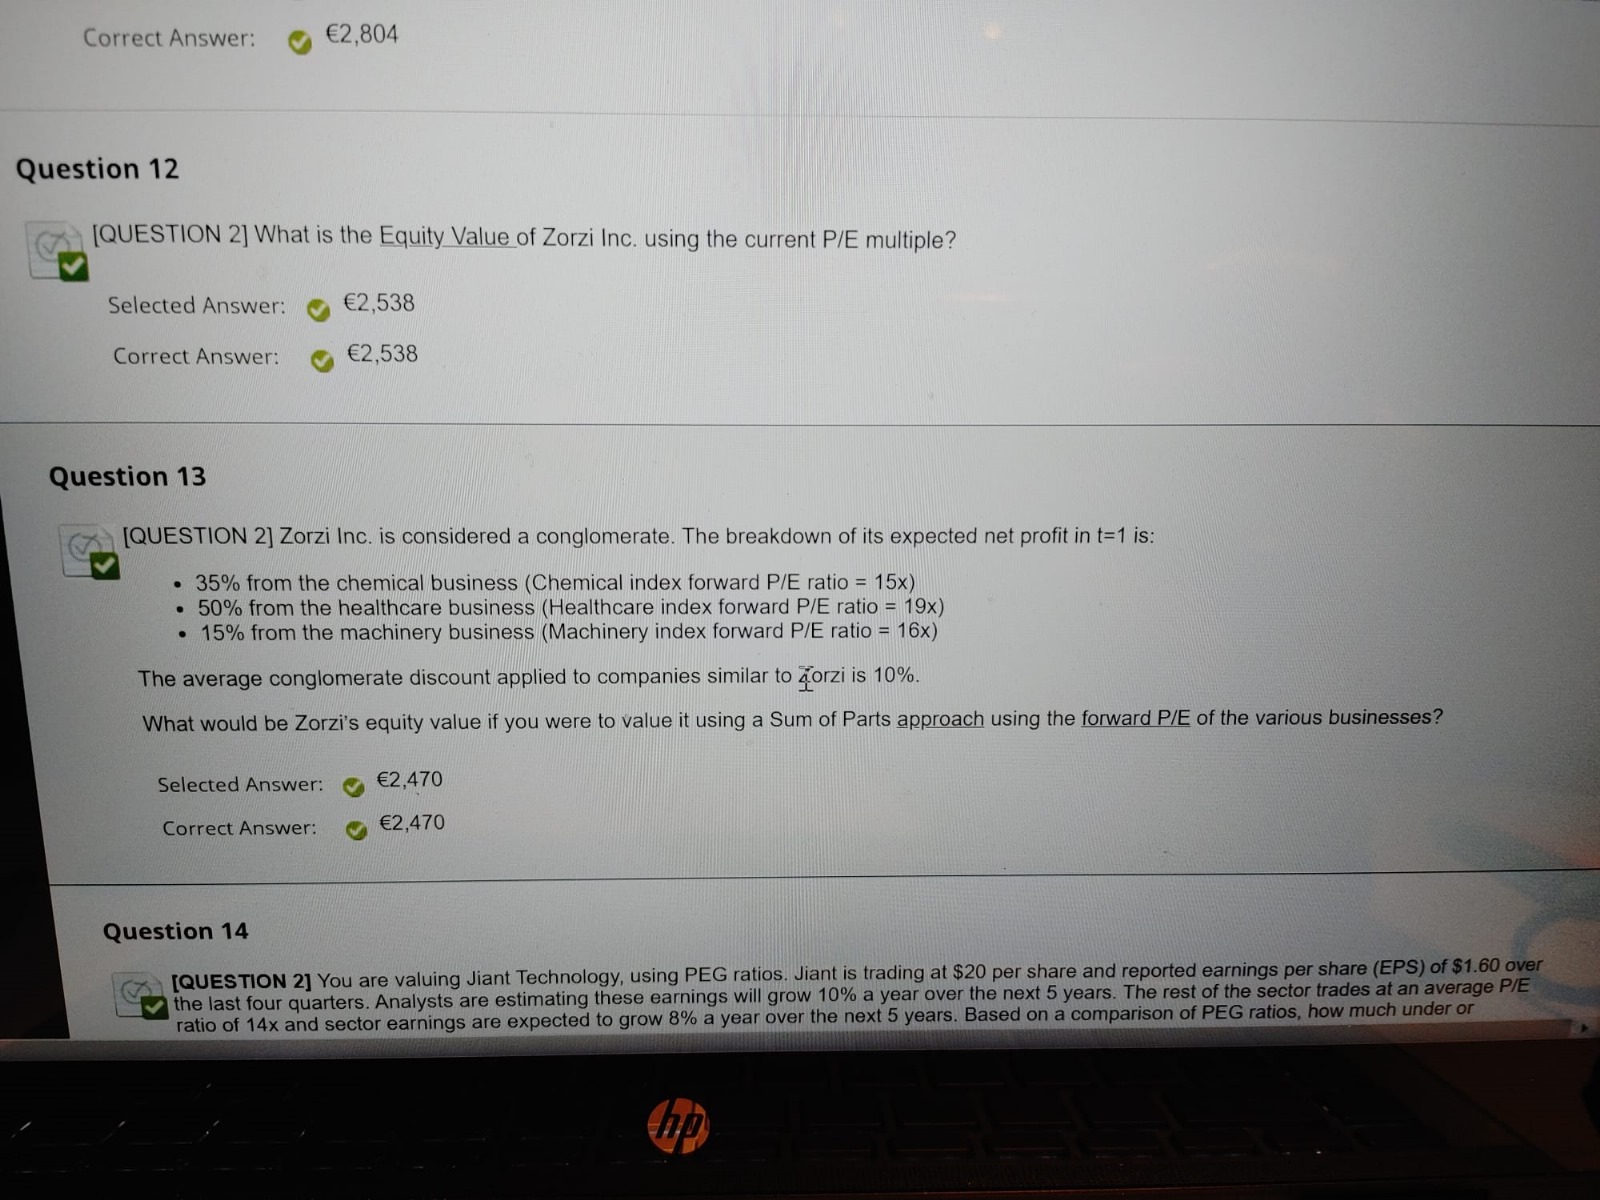 Correct Answer: €2,804
Question 12
[QUESTION 2] What is the Equity Value of Zorzi Inc. using the current P/E multiple?
Selected Answer: €2,538
Correct Answer: €2,538
Question 13
[QUESTION 2] Zorzi Inc. is considered a conglomerate. The breakdown of its expected net profit in t=1 is:
• 35% from the chemical business (Chemical index forward P/E ratio = 15x)
• 50% from the healthcare business (Healthcare index forward P/E ratio = 19x)
• 15% from the machinery business (Machinery index forward P/E ratio = 16x)
The average conglomerate discount applied to companies similar to Zorzi is 10%.
What would be Zorzi's equity value if you were to value it using a Sum of Parts approach using the forward P/E of the various businesses?
Selected Answer: €2,470
Correct Answer: €2,470
Question 14
[QUESTION 2] You are valuing Jiant Technology, using PEG ratios. Jiant is trading at $20 per share and reported earnings per share (EPS) of $1.60 over
the last four quarters. Analysts are estimating these earnings will grow 10% a year over the next 5 years. The rest of the sector trades at an average P/E
ratio of 14x and sector earnings are expected to grow 8% a year over the next 5 years. Based on a comparison of PEG ratios, how much under or
hp